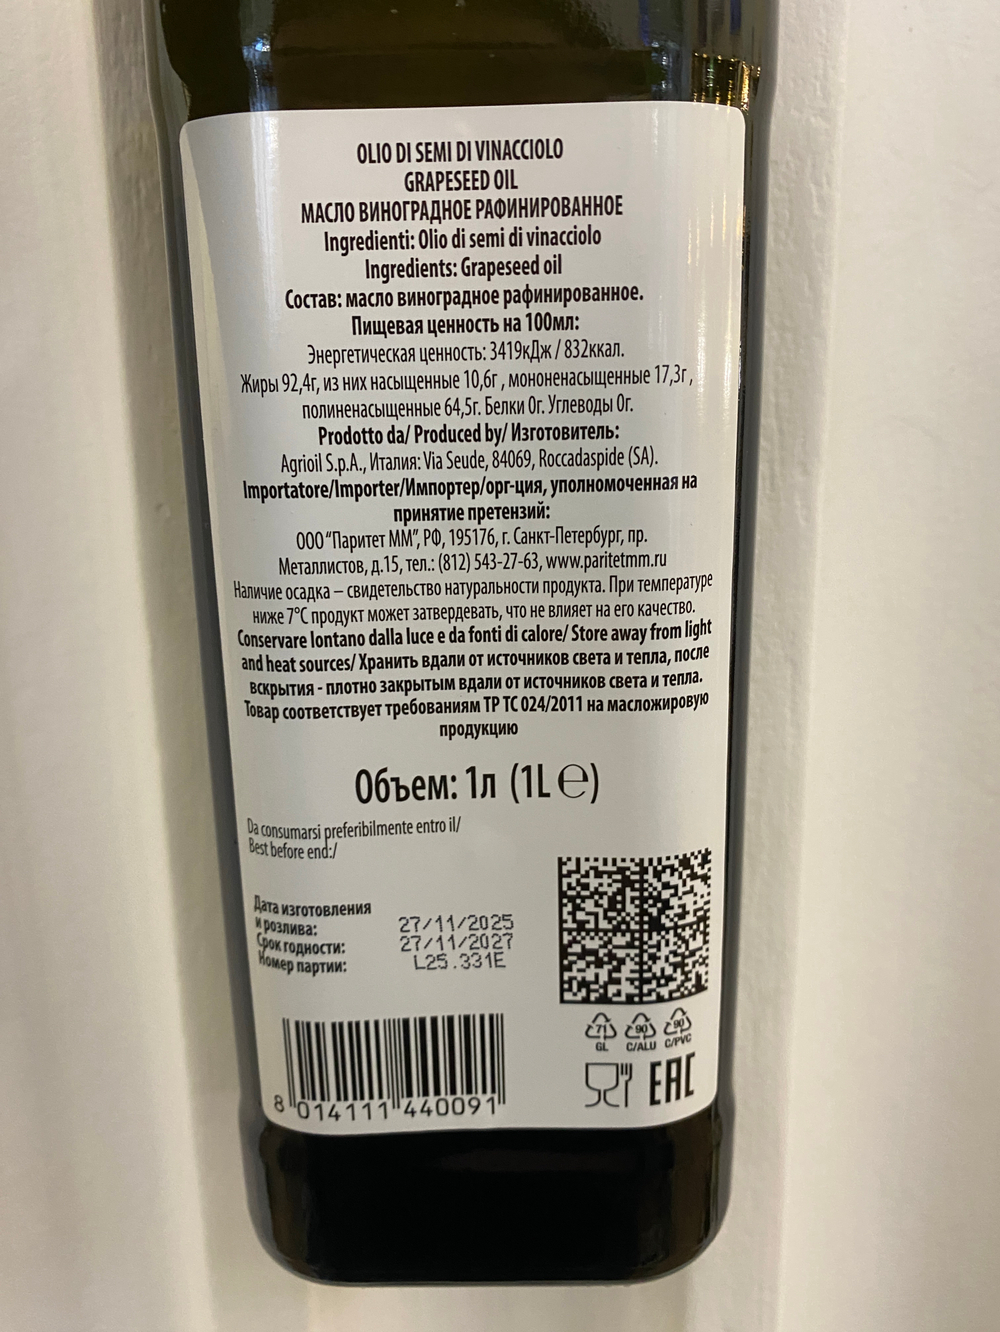 OLIO DI SEMI DI VINACCIOLO
GRAPESEED OIL
МАСЛО ВИНОГРАДНОЕ РАФИНИРОВАННОЕ
Ingredienti: Olio di semi di vinacciolo
Ingredients: Grapeseed oil
Состав: масло виноградное рафинированное.
Пищевая ценность на 100мл:
Энергетическая ценность: 3419кДж / 832ккал.
Жиры 92,4г, из них насыщенные 10,6г , мононенасыщенные 17,3г ,
полиненасыщенные 64,5г. Белки 0г. Углеводы 0г.
Prodotto da/ Produced by/ Изготовитель:
Agrioil S.p.A., Италия: Via Seude, 84069, Roccadaspide (SA).
Importatore/Importer/Импортер/орг-ция, уполномоченная на
принятие претензий:
ООО "Паритет ММ", РФ, 195176, г. Санкт-Петербург, пр.
Металлистов, д.15, тел.: (812) 543-27-63, www.paritetmm.ru
Наличие осадка – свидетельство натуральности продукта. При температуре
ниже 7°С продукт может затвердевать, что не влияет на его качество.
Conservare lontano dalla luce e da fonti di calore/ Store away from light
and heat sources/ Хранить вдали от источников света и тепла, после
вскрытия - плотно закрытым вдали от источников света и тепла.
Товар соответствует требованиям ТР ТС 024/2011 на масложировую
продукцию
Объем: 1л (1L ℮)
Da consumarsi preferibilmente entro il/
Best before end:/
Дата изготовления
и розлива: 27/11/2025
Срок годности: 27/11/2027
Номер партии: L25.331E
71 90 90
GL C/ALU C/PVC
EAC
8 014111 440091